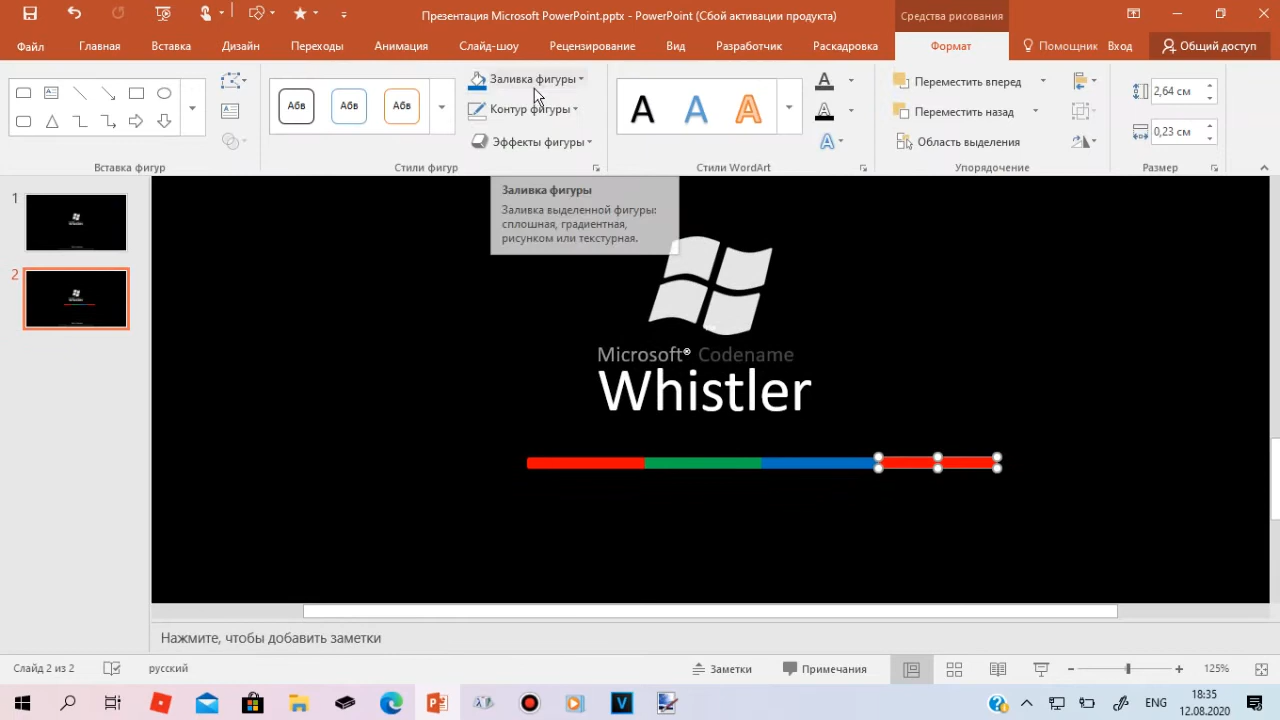 Презентация Microsoft PowerPoint.pptx - PowerPoint (Сбой активации продукта)
Средства рисования
Файл
Главная
Вставка
Дизайн
Переходы
Анимация
Слайд-шоу
Рецензирование
Вид
Разработчик
Раскадровка
Формат
Помощник
Вход
Общий доступ
Абв
Абв
Абв
Заливка фигуры
Контур фигуры
Эффекты фигуры
А
А
А
А
А
А
Переместить вперед
Переместить назад
Область выделения
2,64 см
0,23 см
Вставка фигур
Стили фигур
Стили WordArt
Упорядочение
Размер
Заливка фигуры
Заливка выделенной фигуры:
сплошная, градиентная,
рисунком или текстурная.
1
2
Microsoft® Codename
Whistler
Нажмите, чтобы добавить заметки
Слайд 2 из 2
русский
Заметки
Примечания
125%
ENG
18:35
12.08.2020